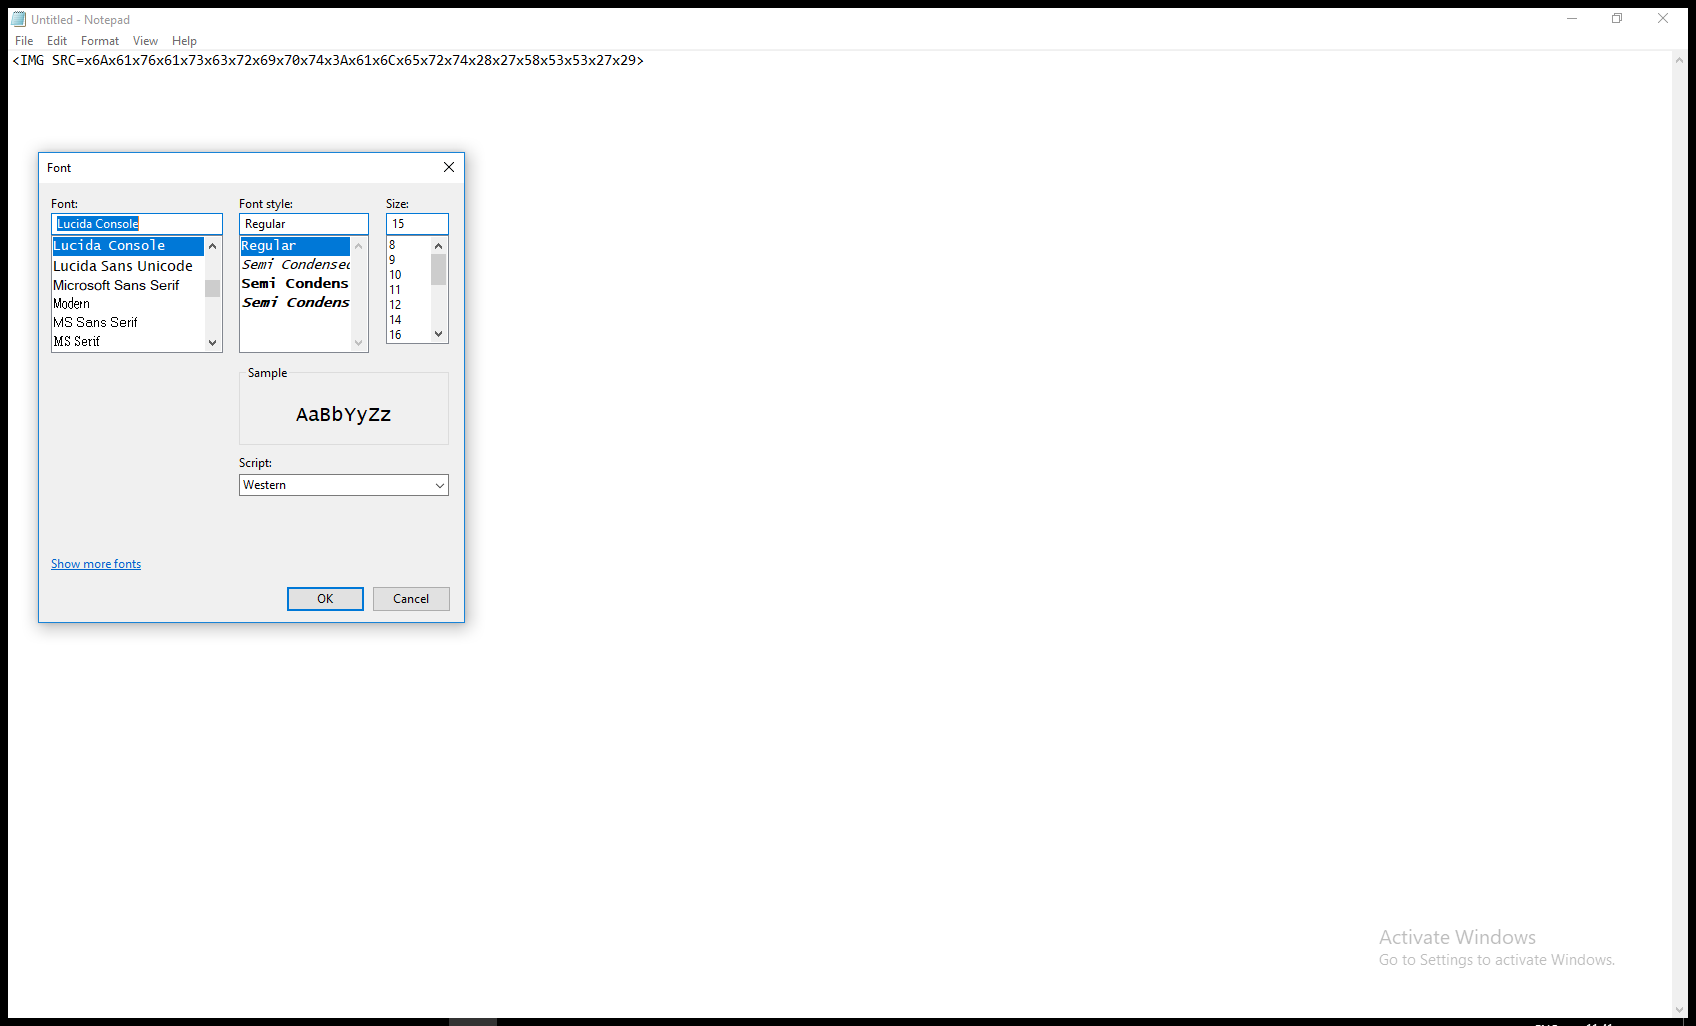 Untitled - Notepad
File Edit Format View Help
<IMG SRC=x6Ax61x76x61x73x63x72x69x70x74x3Ax61x6Cx65x72x74x28x27x58x53x53x27x29>
Font
Font: Font style: Size:
Lucida Console Regular 15
Lucida Console Regular 8
Lucida Sans Unicode Semi Condensed 9
Microsoft Sans Serif Semi Condens 10
Modern Semi Condens 11
MS Sans Serif 12
MS Serif 14
16
Sample
AaBbYyZz
Script:
Western
Show more fonts
OK Cancel
Activate Windows
Go to Settings to activate Windows.